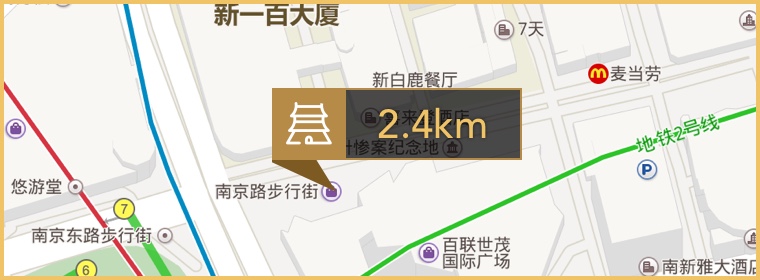 新一百大厦
7天
新白鹿餐厅
麦当劳
2.4km
惨案纪念地
地铁2号线
P
悠游堂
南京路步行街
7
南京东路步行街
百联世茂
国际广场
6
南新雅大酒店